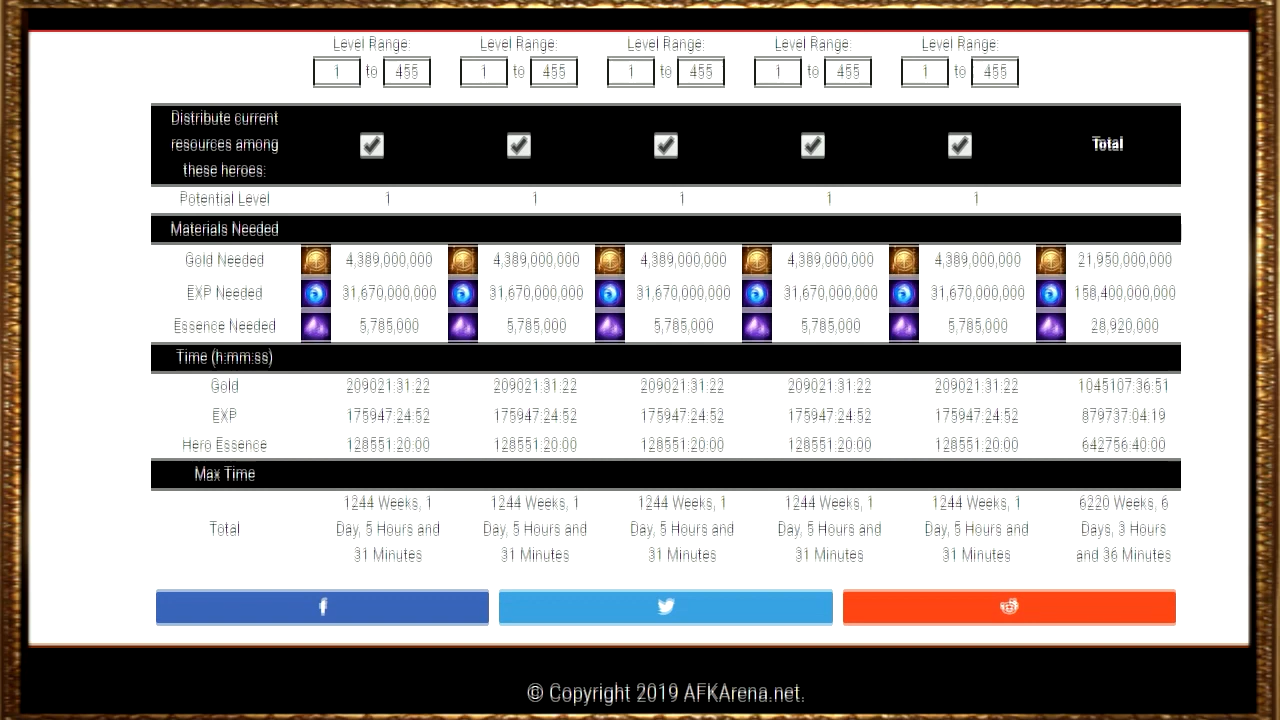 Level Range: Level Range: Level Range: Level Range: Level Range:
1 to 455 1 to 455 1 to 455 1 to 455 1 to 455
Distribute current
resources among
these heroes:
Total
Potential Level 1 1 1 1 1
Materials Needed
Gold Needed 4,389,000,000 4,389,000,000 4,389,000,000 4,389,000,000 4,389,000,000 21,950,000,000
EXP Needed 31,670,000,000 31,670,000,000 31,670,000,000 31,670,000,000 31,670,000,000 158,400,000,000
Essence Needed 5,785,000 5,785,000 5,785,000 5,785,000 5,785,000 28,920,000
Time (h:mm:ss)
Gold 209021:31:22 209021:31:22 209021:31:22 209021:31:22 209021:31:22 1045107:36:51
EXP 175947:24:52 175947:24:52 175947:24:52 175947:24:52 175947:24:52 879737:04:19
Hero Essence 128551:20:00 128551:20:00 128551:20:00 128551:20:00 128551:20:00 642756:40:00
Max Time
1244 Weeks, 1 1244 Weeks, 1 1244 Weeks, 1 1244 Weeks, 1 1244 Weeks, 1 6220 Weeks, 6
Total Day, 5 Hours and Day, 5 Hours and Day, 5 Hours and Day, 5 Hours and Day, 5 Hours and Days, 3 Hours
31 Minutes 31 Minutes 31 Minutes 31 Minutes 31 Minutes and 36 Minutes
© Copyright 2019 AFKArena.net.